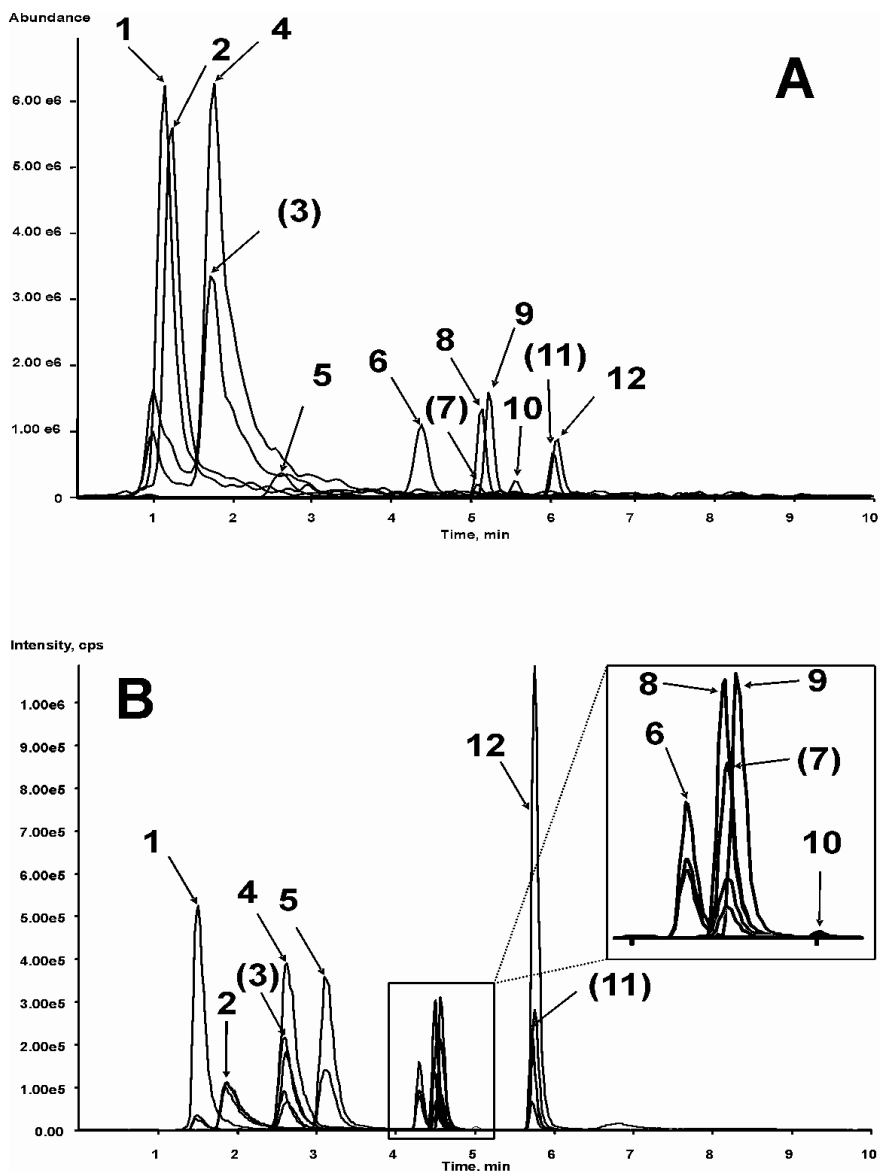 Abundance
1
2
4
A
6.00 e6
5.00 e6
(3)
4.00 e6
3.00 e6
9
8
(11)
2.00 e6
6
5
12
(7)
10
1.00 e6
0
1 2 3 4 5 6 7 8 9 10
Time, min
Intensity, cps
B
8
9
1.00e6
6
(7)
12
9.00e5
8.00e5
10
7.00e5
1
6.00e5
4
5
5.00e5
(3)
4.00e5
(11)
2
3.00e5
2.00e5
1.00e5
0.00
1 2 3 4 5 6 7 8 9 10
Time, min